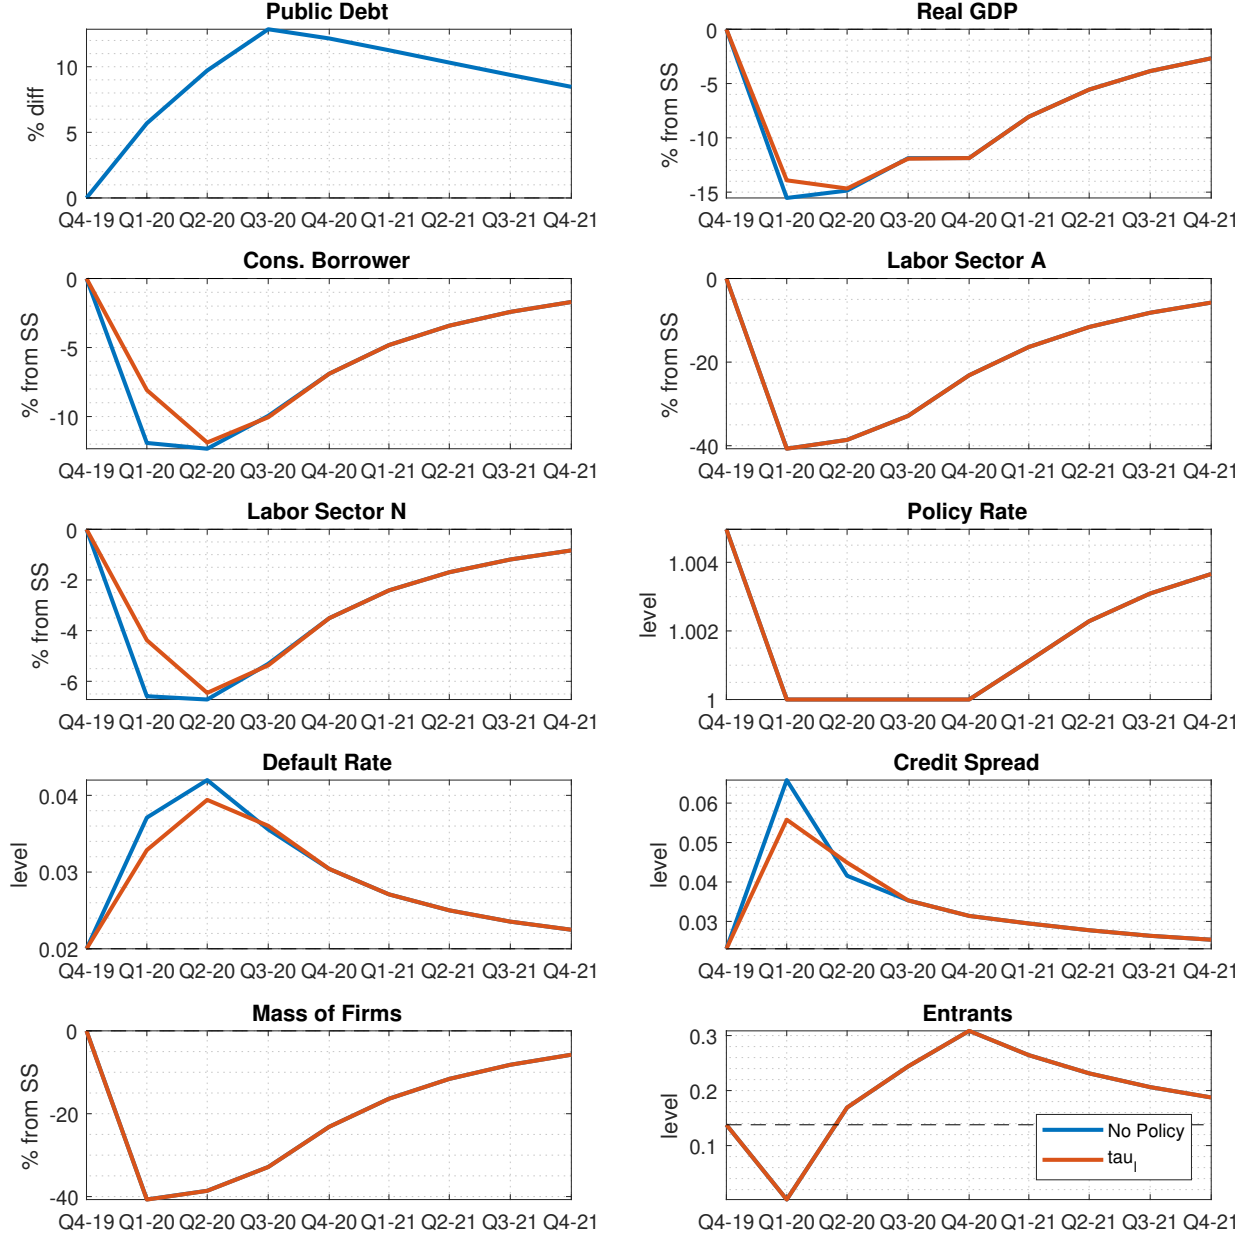 Public Debt
% diff
10
5
0
Q4-19 Q1-20 Q2-20 Q3-20 Q4-20 Q1-21 Q2-21 Q3-21 Q4-21
Real GDP
% from SS
0
-5
-10
-15
Q4-19 Q1-20 Q2-20 Q3-20 Q4-20 Q1-21 Q2-21 Q3-21 Q4-21
Cons. Borrower
% from SS
0
-5
-10
Q4-19 Q1-20 Q2-20 Q3-20 Q4-20 Q1-21 Q2-21 Q3-21 Q4-21
Labor Sector A
% from SS
0
-20
-40
Q4-19 Q1-20 Q2-20 Q3-20 Q4-20 Q1-21 Q2-21 Q3-21 Q4-21
Labor Sector N
% from SS
0
-2
-4
-6
Q4-19 Q1-20 Q2-20 Q3-20 Q4-20 Q1-21 Q2-21 Q3-21 Q4-21
Policy Rate
level
1.004
1.002
1
Q4-19 Q1-20 Q2-20 Q3-20 Q4-20 Q1-21 Q2-21 Q3-21 Q4-21
Default Rate
level
0.04
0.03
0.02
Q4-19 Q1-20 Q2-20 Q3-20 Q4-20 Q1-21 Q2-21 Q3-21 Q4-21
Credit Spread
level
0.06
0.05
0.04
0.03
Q4-19 Q1-20 Q2-20 Q3-20 Q4-20 Q1-21 Q2-21 Q3-21 Q4-21
Mass of Firms
% from SS
0
-20
-40
Q4-19 Q1-20 Q2-20 Q3-20 Q4-20 Q1-21 Q2-21 Q3-21 Q4-21
Entrants
level
0.3
0.2
0.1
No Policy
tau_l
Q4-19 Q1-20 Q2-20 Q3-20 Q4-20 Q1-21 Q2-21 Q3-21 Q4-21